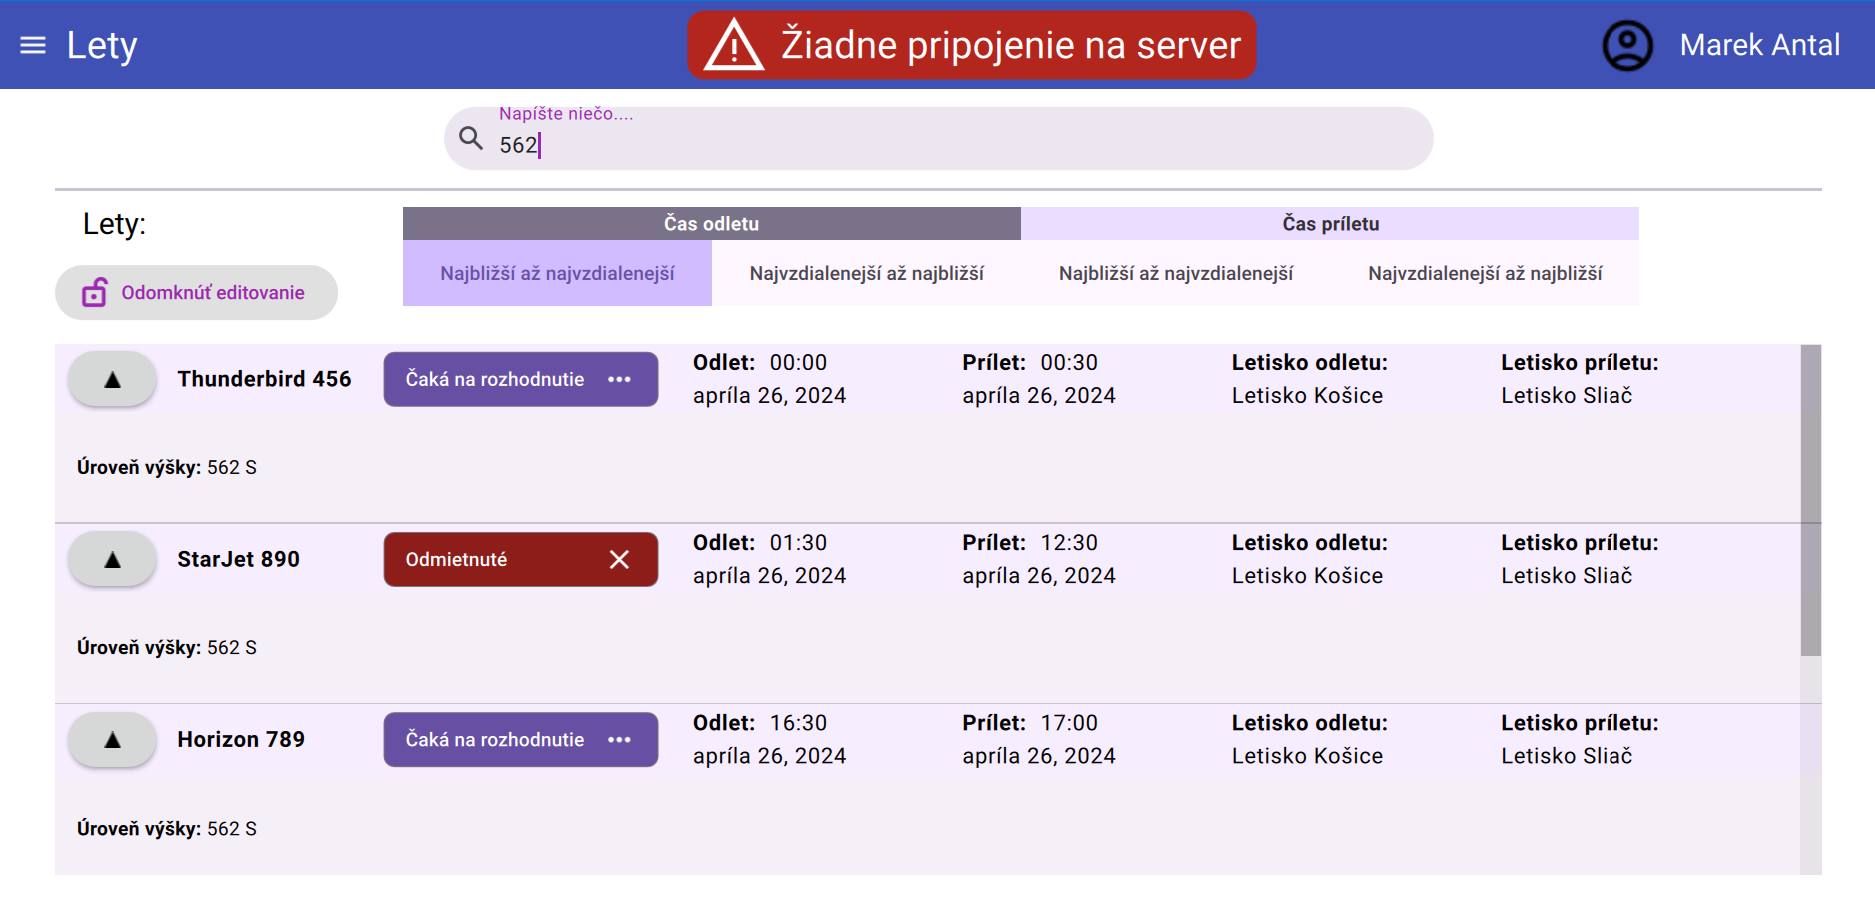 Lety
Žiadne pripojenie na server
Marek Antal
Napíšte niečo....
562
Lety:
Čas odletu
Čas príletu
Najbližší až najvzdialenejší
Najvzdialenejší až najbližší
Najbližší až najvzdialenejší
Najvzdialenejší až najbližší
Odomknúť editovanie
Thunderbird 456
Čaká na rozhodnutie
Odlet: 00:00
apríla 26, 2024
Prílet: 00:30
apríla 26, 2024
Letisko odletu:
Letisko Košice
Letisko príletu:
Letisko Sliač
Úroveň výšky: 562 S
StarJet 890
Odmietnuté
Odlet: 01:30
apríla 26, 2024
Prílet: 12:30
apríla 26, 2024
Letisko odletu:
Letisko Košice
Letisko príletu:
Letisko Sliač
Úroveň výšky: 562 S
Horizon 789
Čaká na rozhodnutie
Odlet: 16:30
apríla 26, 2024
Prílet: 17:00
apríla 26, 2024
Letisko odletu:
Letisko Košice
Letisko príletu:
Letisko Sliač
Úroveň výšky: 562 S